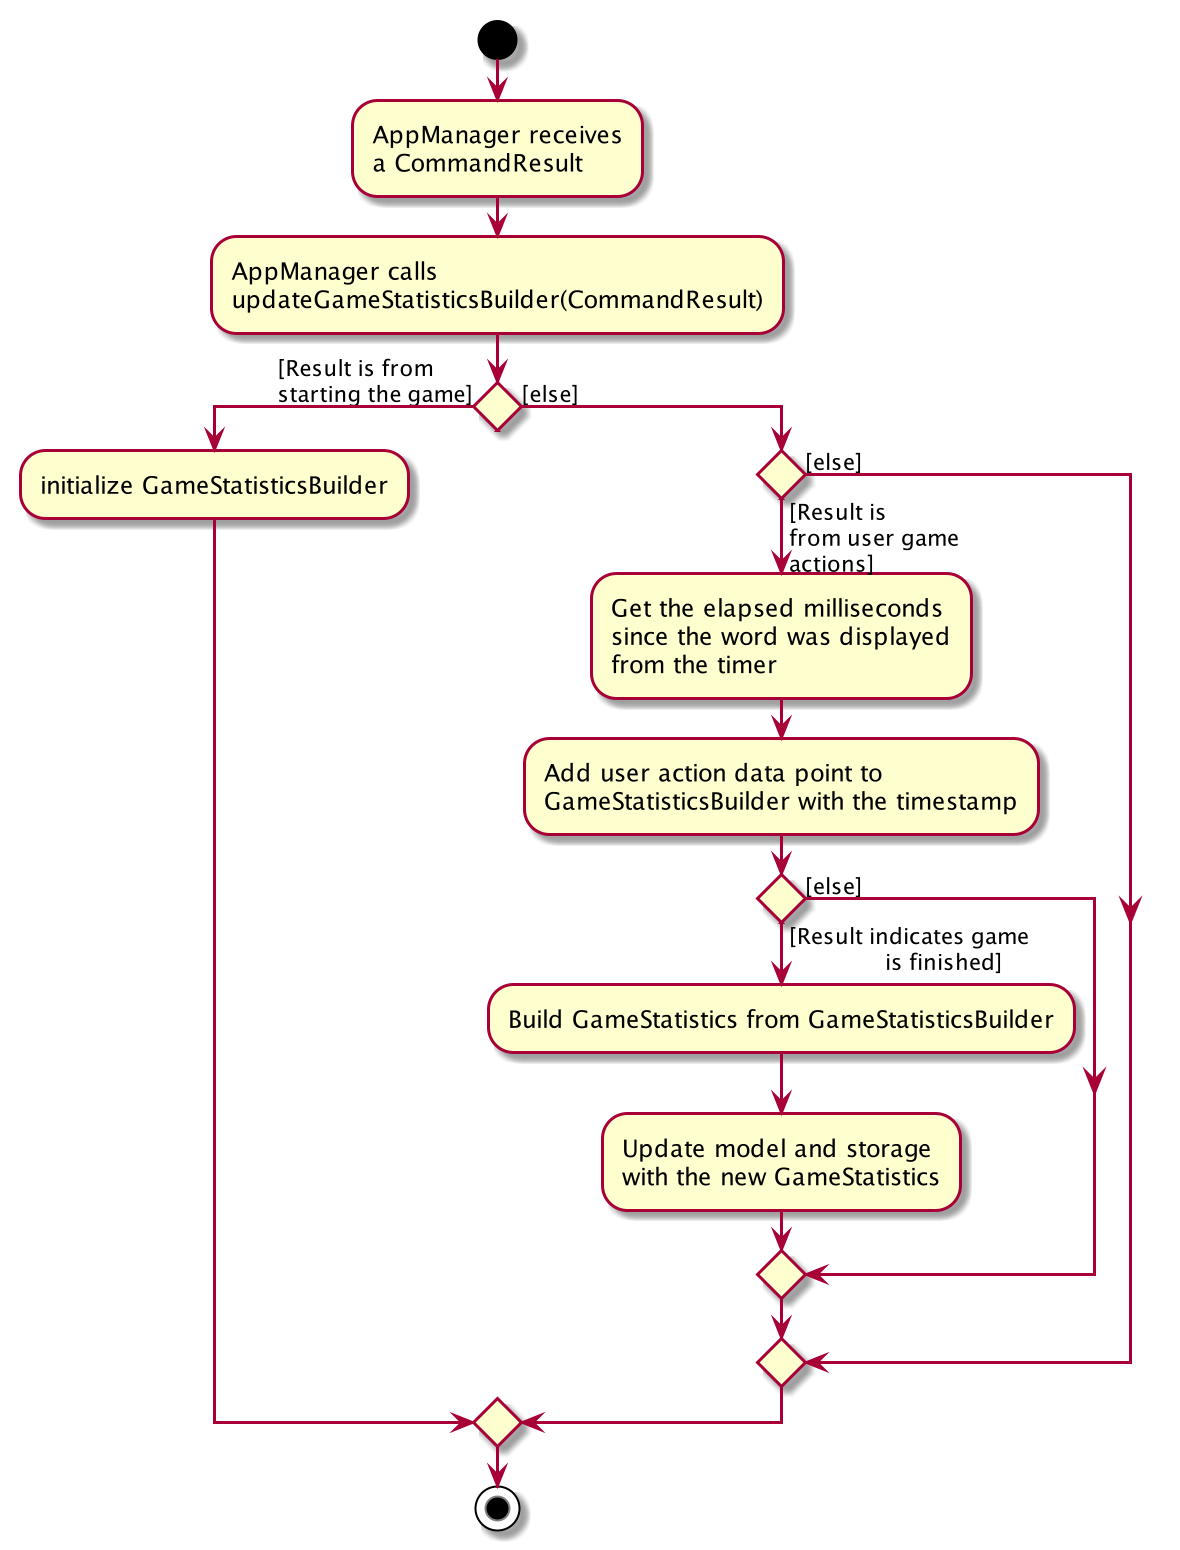 AppManager receives
a CommandResult
AppManager calls
updateGameStatisticsBuilder(CommandResult)
[Result is from
starting the game]
[else]
initialize GameStatisticsBuilder
[else]
[Result is
from user game
actions]
Get the elapsed milliseconds
since the word was displayed
from the timer
Add user action data point to
GameStatisticsBuilder with the timestamp
[else]
[Result indicates game
is finished]
Build GameStatistics from GameStatisticsBuilder
Update model and storage
with the new GameStatistics